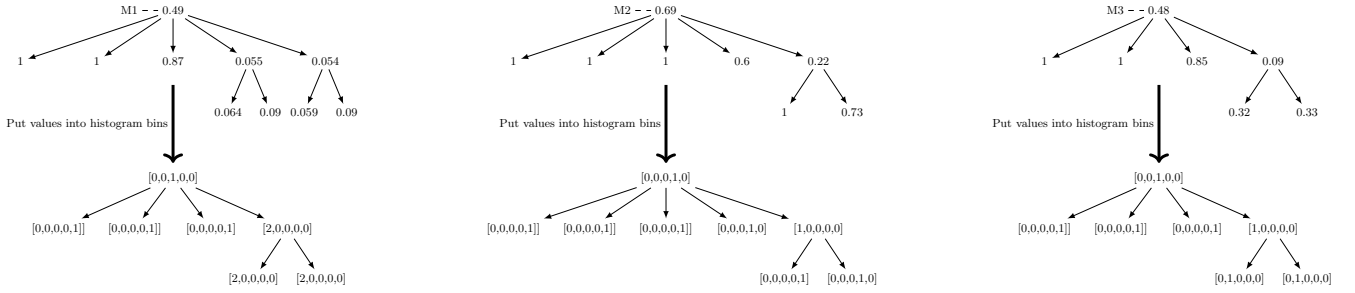 M1 – – 0.49
1 1 0.87 0.055 0.054
0.064 0.09 0.059 0.09
Put values into histogram bins
[0,0,1,0,0]
[0,0,0,0,1]] [0,0,0,0,1]] [0,0,0,0,1] [2,0,0,0,0]
[2,0,0,0,0] [2,0,0,0,0]
M2 – – 0.69
1 1 1 0.6 0.22
1 0.73
Put values into histogram bins
[0,0,0,1,0]
[0,0,0,0,1]] [0,0,0,0,1]] [0,0,0,0,1]] [0,0,0,1,0] [1,0,0,0,0]
[0,0,0,0,1] [0,0,0,1,0]
M3 – – 0.48
1 1 0.85 0.09
0.32 0.33
Put values into histogram bins
[0,0,1,0,0]
[0,0,0,0,1]] [0,0,0,0,1]] [0,0,0,0,1] [1,0,0,0,0]
[0,1,0,0,0] [0,1,0,0,0]